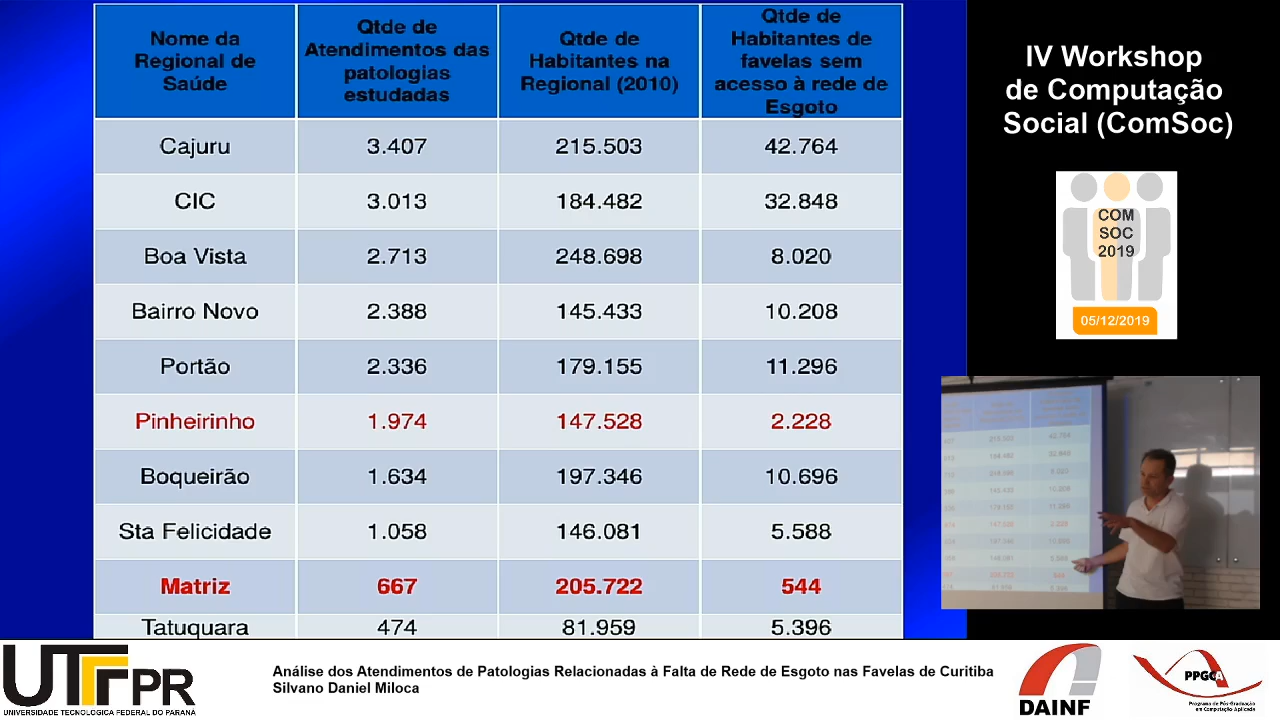 Nome da
Regional de
Saúde
Qtde de
Atendimentos das
patologias
estudadas
Qtde de
Habitantes na
Regional (2010)
Qtde de
Habitantes de
favelas sem
acesso à rede de
Esgoto
Cajuru 3.407 215.503 42.764
CIC 3.013 184.482 32.848
Boa Vista 2.713 248.698 8.020
Bairro Novo 2.388 145.433 10.208
Portão 2.336 179.155 11.296
Pinheirinho 1.974 147.528 2.228
Boqueirão 1.634 197.346 10.696
Sta Felicidade 1.058 146.081 5.588
Matriz 667 205.722 544
Tatuquara 474 81.959 5.396
IV Workshop
de Computação
Social (ComSoc)
COM
SOC
2019
05/12/2019
UTFPR
UNIVERSIDADE TECNOLÓGICA FEDERAL DO PARANÁ
Análise dos Atendimentos de Patologias Relacionadas à Falta de Rede de Esgoto nas Favelas de Curitiba
Silvano Daniel Miloca
DAINF
PPGCA
Programa de Pós-Graduação
em Computação Aplicada